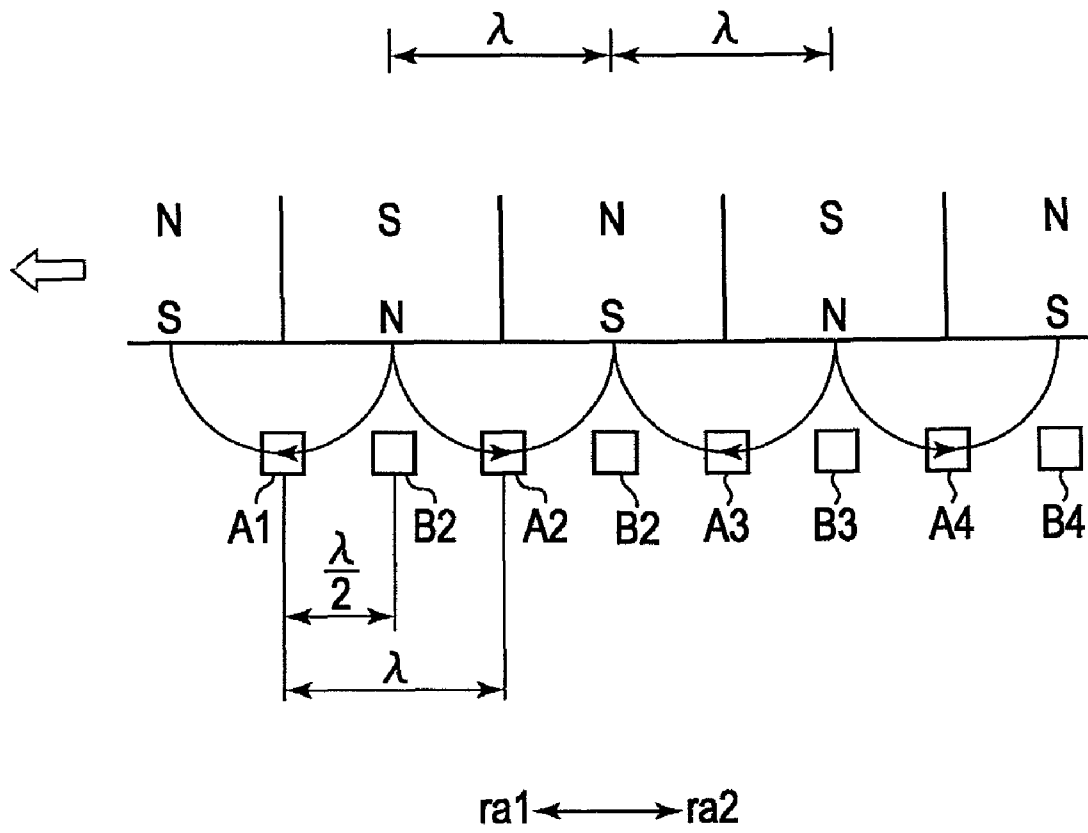 λ λ
N S N S N
S N S N S
A1 B2 A2 B2 A3 B3 A4 B4
λ/2
λ
ra1 ra2